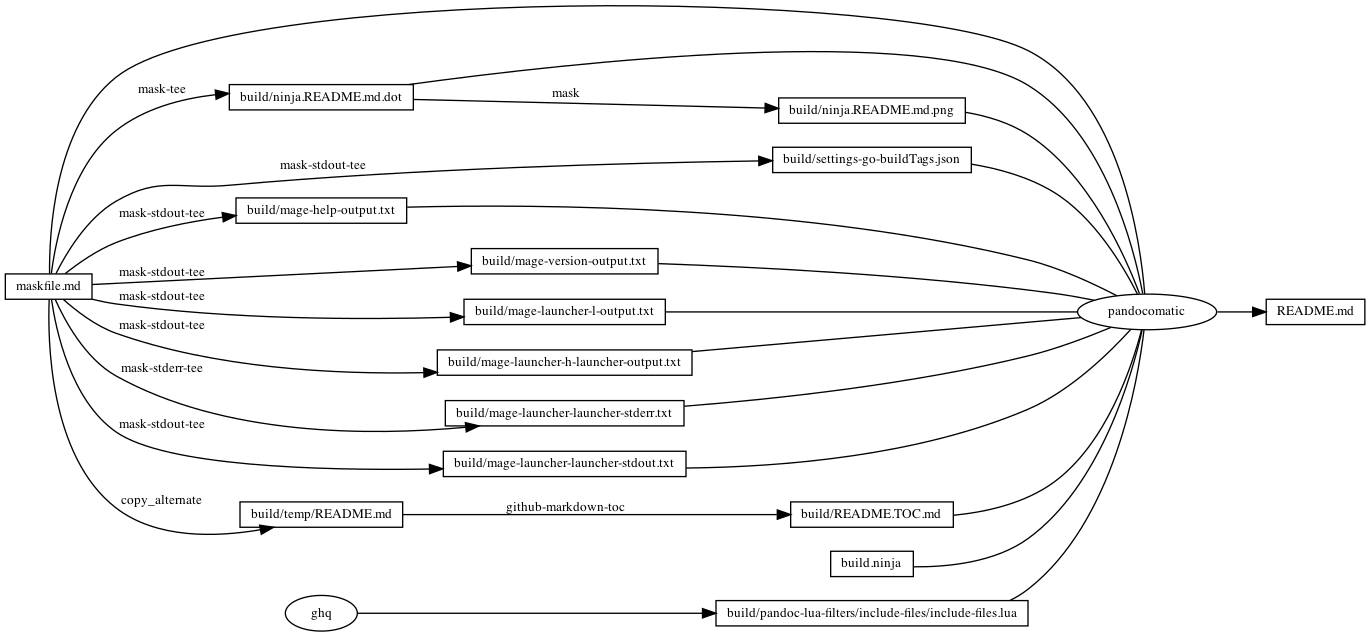 mask-tee
build/ninja.README.md.dot
mask
build/ninja.README.md.png
mask-stdout-tee
build/settings-go-buildTags.json
mask-stdout-tee
build/mage-help-output.txt
mask-stdout-tee
build/mage-version-output.txt
maskfile.md
mask-stdout-tee
build/mage-launcher-l-output.txt
pandocomatic
README.md
mask-stdout-tee
build/mage-launcher-h-launcher-output.txt
mask-stderr-tee
build/mage-launcher-launcher-stderr.txt
mask-stdout-tee
build/mage-launcher-launcher-stdout.txt
copy_alternate
build/temp/README.md
github-markdown-toc
build/README.TOC.md
build.ninja
ghq
build/pandoc-lua-filters/include-files/include-files.lua